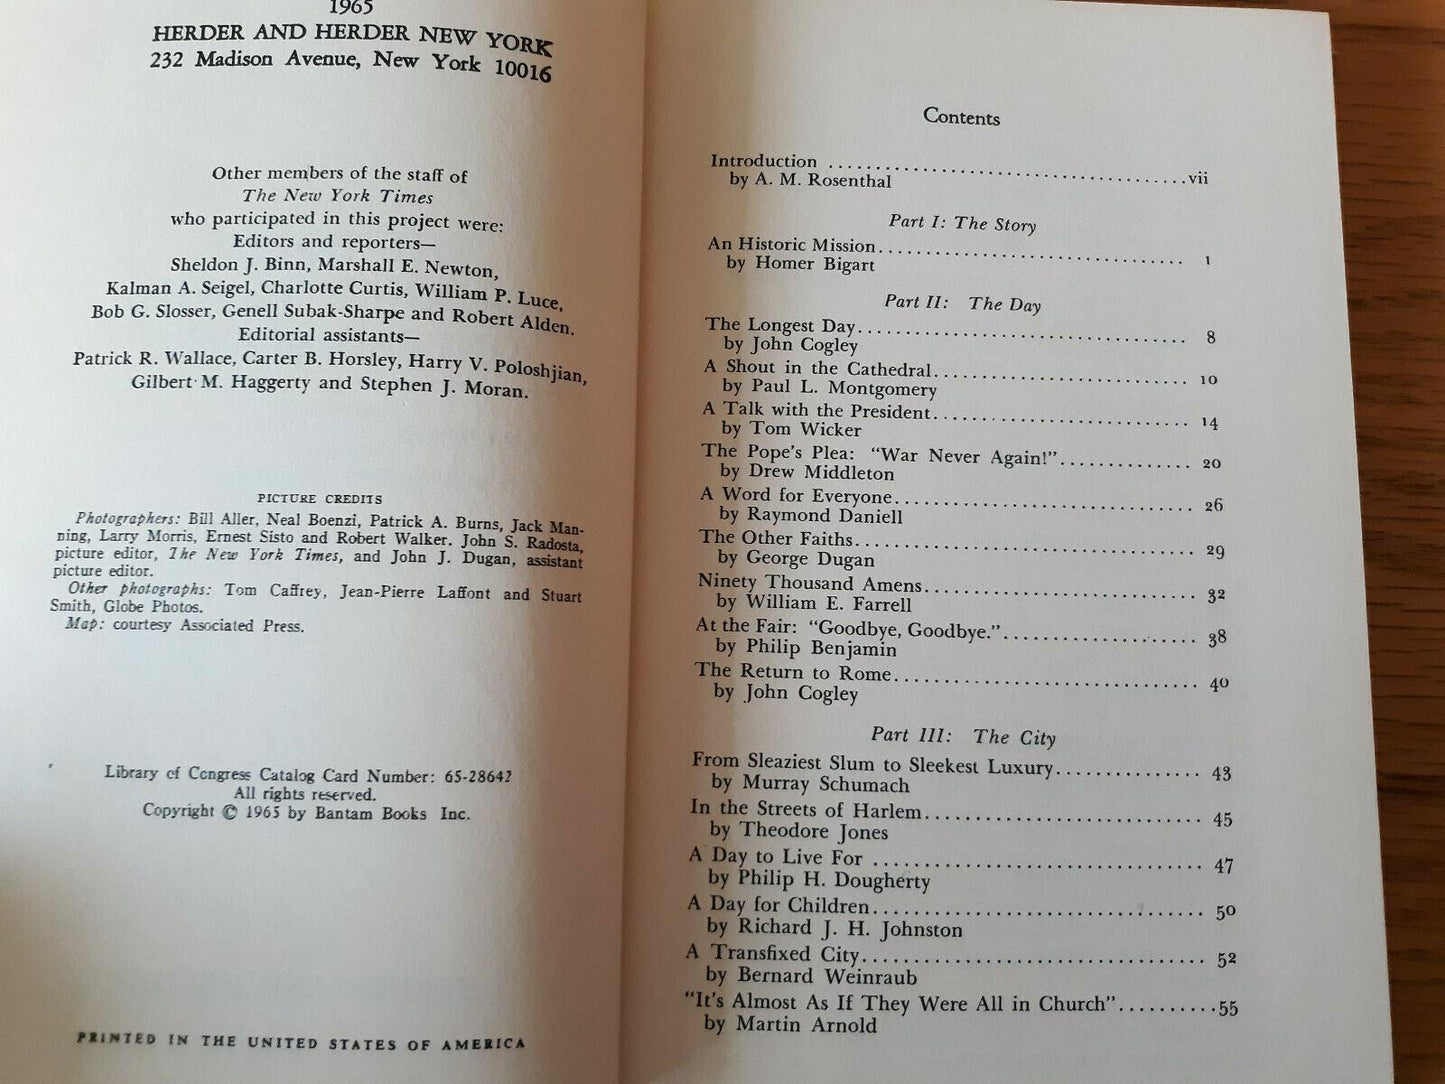 1965
HERDER AND HERDER NEW YORK
232 Madison Avenue, New York 10016
Other members of the staff of
The New York Times
who participated in this project were:
Editors and reporters—
Sheldon J. Binn, Marshall E. Newton,
Kalman A. Seigel, Charlotte Curtis, William P. Luce,
Bob G. Slosser, Genell Subak-Sharpe and Robert Alden.
Editorial assistants—
Patrick R. Wallace, Carter B. Horsley, Harry V. Poloshjian,
Gilbert M. Haggerty and Stephen J. Moran.
PICTURE CREDITS
Photographers: Bill Aller, Neal Boenzi, Patrick A. Burns, Jack Man-
ning, Larry Morris, Ernest Sisto and Robert Walker. John S. Radosta,
picture editor, The New York Times, and John J. Dugan, assistant
picture editor.
Other photographs: Tom Caffrey, Jean-Pierre Laffont and Stuart
Smith, Globe Photos.
Map: courtesy Associated Press.
Library of Congress Catalog Card Number: 65-28642
All rights reserved.
Copyright © 1965 by Bantam Books Inc.
PRINTED IN THE UNITED STATES OF AMERICA
Contents
Introduction ........................................vii
by A. M. Rosenthal
Part I: The Story
An Historic Mission................................ 1
by Homer Bigart
Part II: The Day
The Longest Day.................................. 8
by John Cogley
A Shout in the Cathedral.......................... 10
by Paul L. Montgomery
A Talk with the President.......................... 14
by Tom Wicker
The Pope's Plea: "War Never Again!".............. 20
by Drew Middleton
A Word for Everyone.............................. 26
by Raymond Daniell
The Other Faiths.................................. 29
by George Dugan
Ninety Thousand Amens........................... 32
by William E. Farrell
At the Fair: "Goodbye, Goodbye."................... 38
by Philip Benjamin
The Return to Rome............................... 40
by John Cogley
Part III: The City
From Sleaziest Slum to Sleekest Luxury.............. 43
by Murray Schumach
In the Streets of Harlem............................ 45
by Theodore Jones
A Day to Live For ................................. 47
by Philip H. Dougherty
A Day for Children................................. 50
by Richard J. H. Johnston
A Transfixed City.................................. 52
by Bernard Weinraub
"It's Almost As If They Were All in Church"..........55
by Martin Arnold